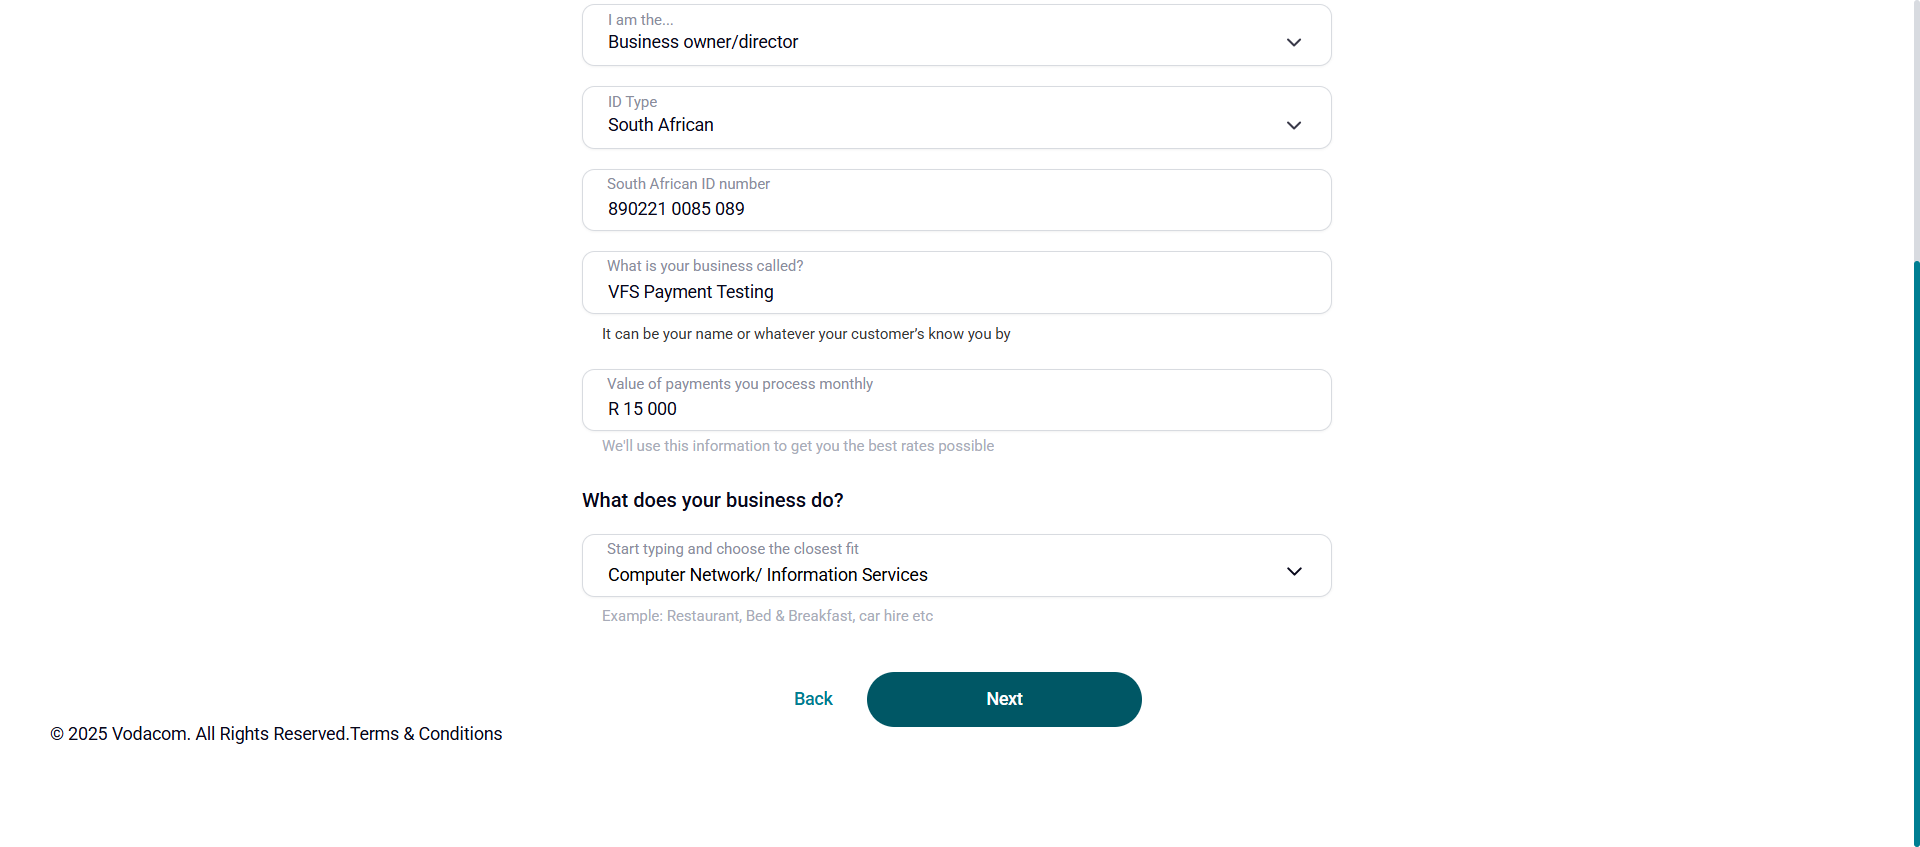 I am the...
Business owner/director
ID Type
South African
South African ID number
890221 0085 089
What is your business called?
VFS Payment Testing
It can be your name or whatever your customer’s know you by
Value of payments you process monthly
R 15 000
We'll use this information to get you the best rates possible
What does your business do?
Start typing and choose the closest fit
Computer Network/ Information Services
Example: Restaurant, Bed & Breakfast, car hire etc
Back
Next
© 2025 Vodacom. All Rights Reserved.Terms & Conditions